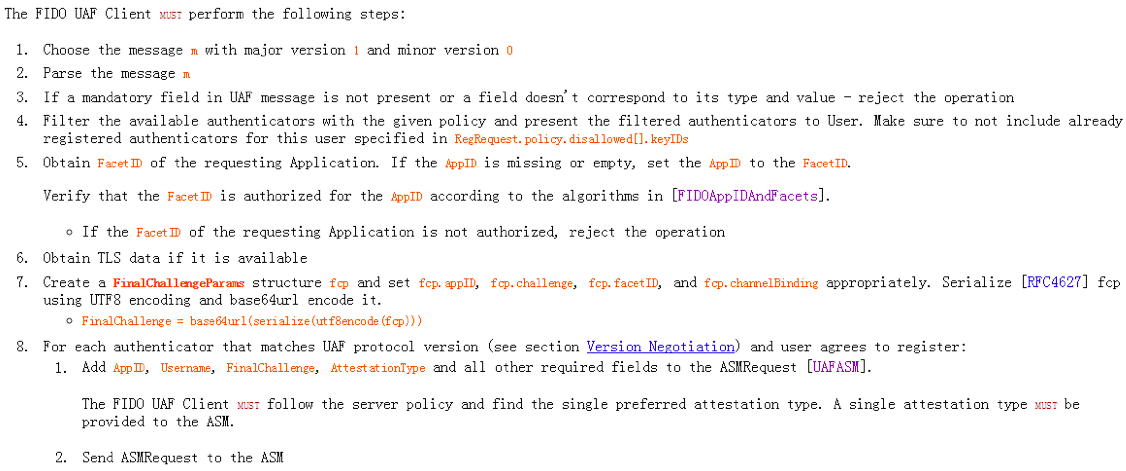 The FIDO UAF Client MUST perform the following steps:
1. Choose the message m with major version 1 and minor version 0
2. Parse the message m
3. If a mandatory field in UAF message is not present or a field doesn't correspond to its type and value - reject the operation
4. Filter the available authenticators with the given policy and present the filtered authenticators to User. Make sure to not include already
registered authenticators for this user specified in RegRequest.policy.disallowed[].keyIDs
5. Obtain FacetID of the requesting Application. If the AppID is missing or empty, set the AppID to the FacetID.
Verify that the FacetID is authorized for the AppID according to the algorithms in [FIDOAppIDAndFacets].
○ If the FacetID of the requesting Application is not authorized, reject the operation
6. Obtain TLS data if it is available
7. Create a FinalChallengeParams structure fcp and set fcp.appID, fcp.challenge, fcp.facetID, and fcp.channelBinding appropriately. Serialize [RFC4627] fcp
using UTF8 encoding and base64url encode it.
○ FinalChallenge = base64url(serialize(utf8encode(fcp)))
8. For each authenticator that matches UAF protocol version (see section Version Negotiation) and user agrees to register:
1. Add AppID, Username, FinalChallenge, AttestationType and all other required fields to the ASMRequest [UAFASM].
The FIDO UAF Client MUST follow the server policy and find the single preferred attestation type. A single attestation type MUST be
provided to the ASM.
2. Send ASMRequest to the ASM